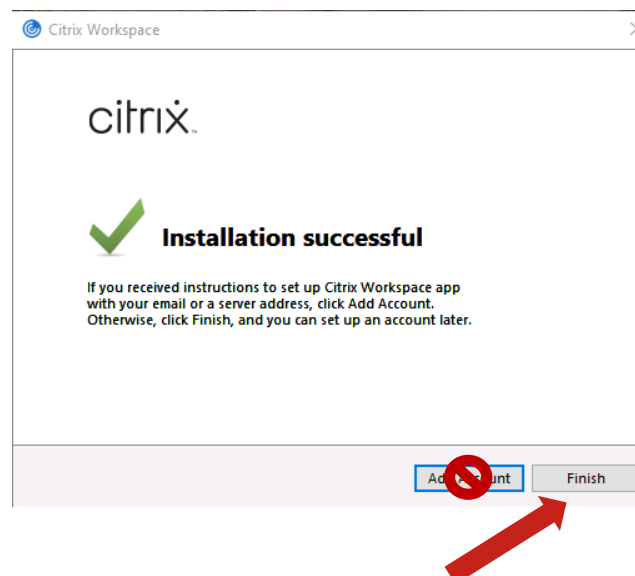 Citrix Workspace
citrix
Installation successful
If you received instructions to set up Citrix Workspace app
with your email or a server address, click Add Account.
Otherwise, click Finish, and you can set up an account later.
Finish